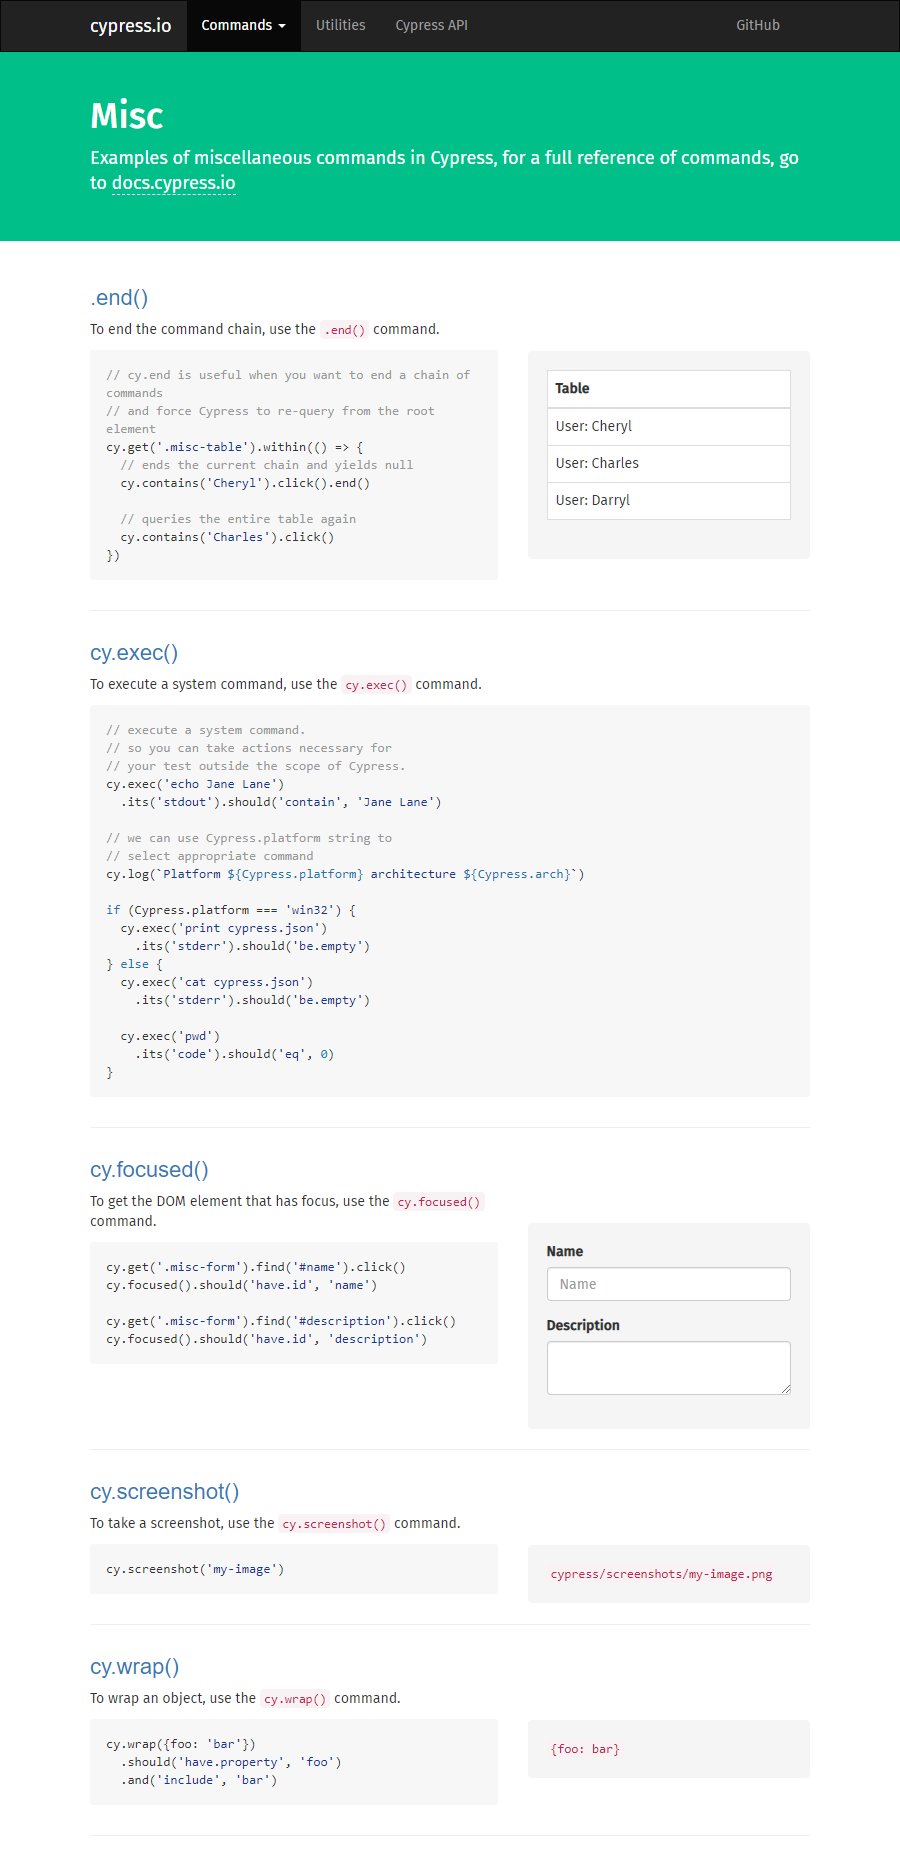 cypress.io Commands Utilities Cypress API GitHub
Misc
Examples of miscellaneous commands in Cypress, for a full reference of commands, go
to docs.cypress.io
.end()
To end the command chain, use the .end() command.
// cy.end is useful when you want to end a chain of
commands
// and force Cypress to re-query from the root
element
cy.get('.misc-table').within(() => {
  // ends the current chain and yields null
  cy.contains('Cheryl').click().end()
  // queries the entire table again
  cy.contains('Charles').click()
})
Table
User: Cheryl
User: Charles
User: Darryl
cy.exec()
To execute a system command, use the cy.exec() command.
// execute a system command.
// so you can take actions necessary for
// your test outside the scope of Cypress.
cy.exec('echo Jane Lane')
  .its('stdout').should('contain', 'Jane Lane')
// we can use Cypress.platform string to
// select appropriate command
cy.log(`Platform ${Cypress.platform} architecture ${Cypress.arch}`)
if (Cypress.platform === 'win32') {
  cy.exec('print cypress.json')
    .its('stderr').should('be.empty')
} else {
  cy.exec('cat cypress.json')
    .its('stderr').should('be.empty')
  cy.exec('pwd')
    .its('code').should('eq', 0)
}
cy.focused()
To get the DOM element that has focus, use the cy.focused()
command.
cy.get('.misc-form').find('#name').click()
cy.focused().should('have.id', 'name')
cy.get('.misc-form').find('#description').click()
cy.focused().should('have.id', 'description')
Name
Name
Description
cy.screenshot()
To take a screenshot, use the cy.screenshot() command.
cy.screenshot('my-image')
cypress/screenshots/my-image.png
cy.wrap()
To wrap an object, use the cy.wrap() command.
cy.wrap({foo: 'bar'})
  .should('have.property', 'foo')
  .and('include', 'bar')
{foo: bar}